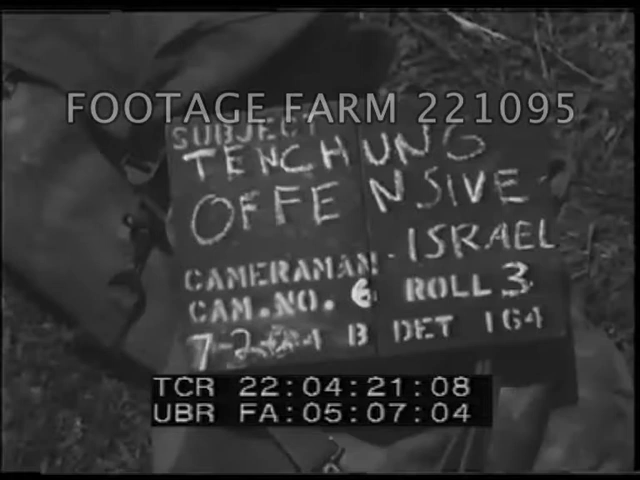 FOOTAGE FARM 221095
SUBJECT
TENCHUNG
OFFENSIVE
CAMERAMAN - ISRAEL
CAM. NO. 6 ROLL 3
B DET 164
TCR 22:04:21:08
UBR FA:05:07:04